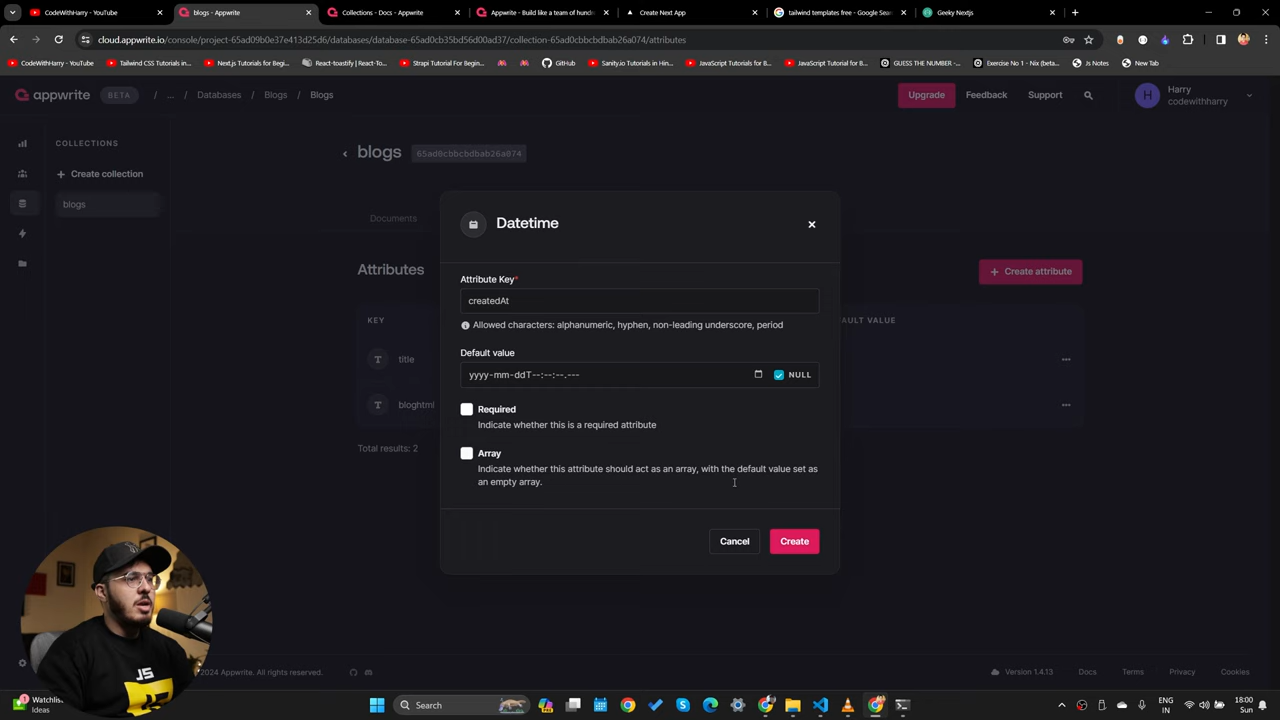 CodeWithHarry - YouTube
blogs - Appwrite
Collections - Docs - Appwrite
Appwrite - Build like a team of hundre
Create Next App
tailwind templates free - Google Sear
Geeky Nextjs
cloud.appwrite.io/console/project-65ad09b0e37e413d25d6/databases/database-65ad0cb35bd56d00ad37/collection-65ad0cbbcbdbab26a074/attributes
CodeWithHarry - YouTube
Tailwind CSS Tutorials in...
Next.js Tutorials for Begi...
React-toastify | React-To...
Strapi Tutorial For Begin...
GitHub
Sanity.io Tutorials in Hin...
JavaScript Tutorials for B...
JavaScript Tutorial for B...
GUESS THE NUMBER -...
Exercise No 1 - Nix (beta...
Js Notes
New Tab
appwrite BETA / ... / Databases / Blogs / Blogs
Upgrade Feedback Support
H
Harry
codewithharry
COLLECTIONS
Create collection
blogs
blogs 65ad0cbbcbdbab26a074
Documents
Attributes
Create attribute
KEY
AULT VALUE
title
bloghtml
Total results: 2
Datetime
Attribute Key*
createdAt
Allowed characters: alphanumeric, hyphen, non-leading underscore, period
Default value
yyyy-mm-ddT--:--:--.---
NULL
Required
Indicate whether this is a required attribute
Array
Indicate whether this attribute should act as an array, with the default value set as
an empty array.
Cancel
Create
JS
2024 Appwrite. All rights reserved.
Version 1.4.13
Docs
Terms
Privacy
Cookies
1
Watchlist
Ideas
Search
ENG
IN
18:00
Sun